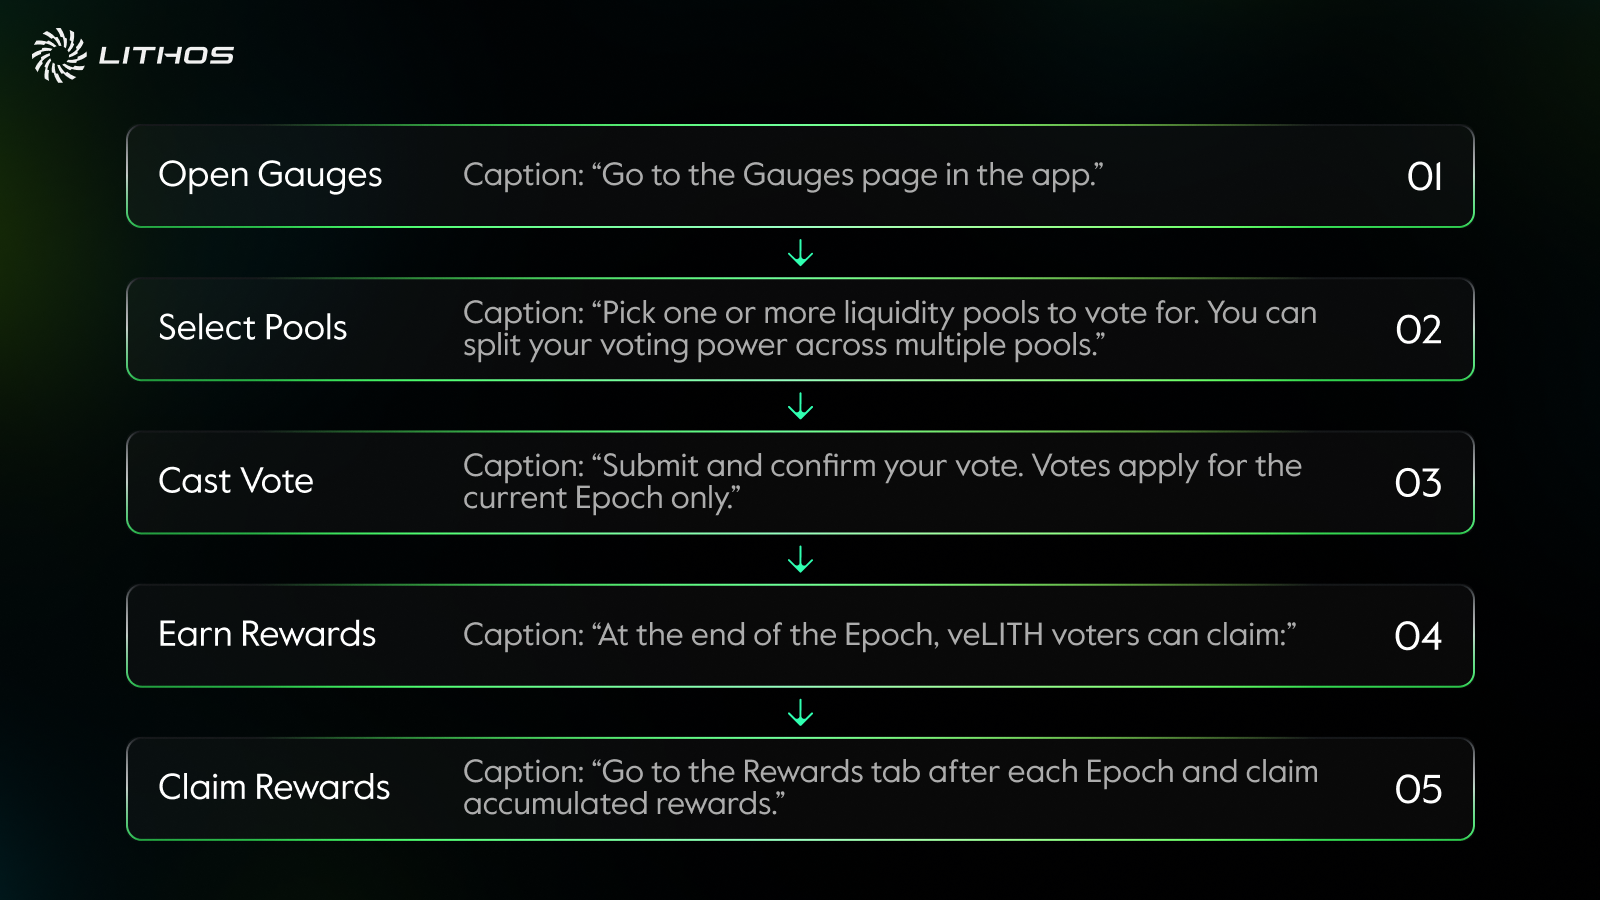 LITHOS
Open Gauges
Caption: “Go to the Gauges page in the app.”
01
Select Pools
Caption: “Pick one or more liquidity pools to vote for. You can
split your voting power across multiple pools.”
02
Cast Vote
Caption: “Submit and confirm your vote. Votes apply for the
current Epoch only.”
03
Earn Rewards
Caption: “At the end of the Epoch, veLITH voters can claim:”
04
Claim Rewards
Caption: “Go to the Rewards tab after each Epoch and claim
accumulated rewards.”
05